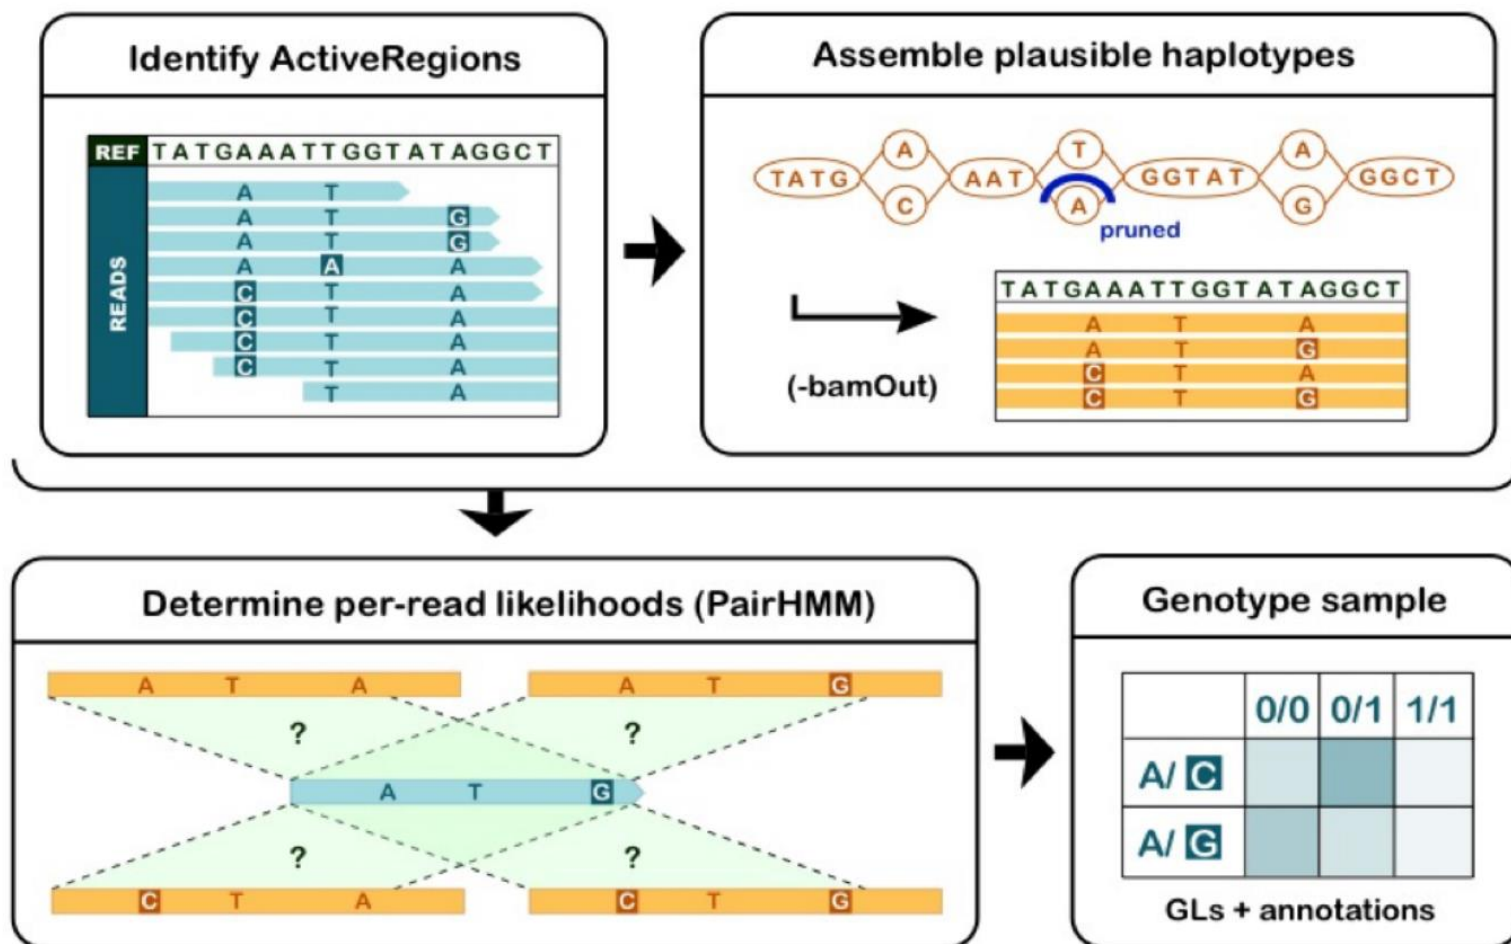 Identify ActiveRegions
REF TATGAAATTGGTATAGGCT
READS
A T
A T G
A T G
A A A
C T A
C T A
C T A
C T A
T A
Assemble plausible haplotypes
A T A
TATG AAT GGTAT GGCT
C A G
pruned
(-bamOut)
TATGAAATTGGTATAGGCT
A T A
A T G
C T A
C T G
Determine per-read likelihoods (PairHMM)
A T A A T G
? ?
A T G
? ?
C T A C T G
Genotype sample
0/0 0/1 1/1
A/ C
A/ G
GLs + annotations